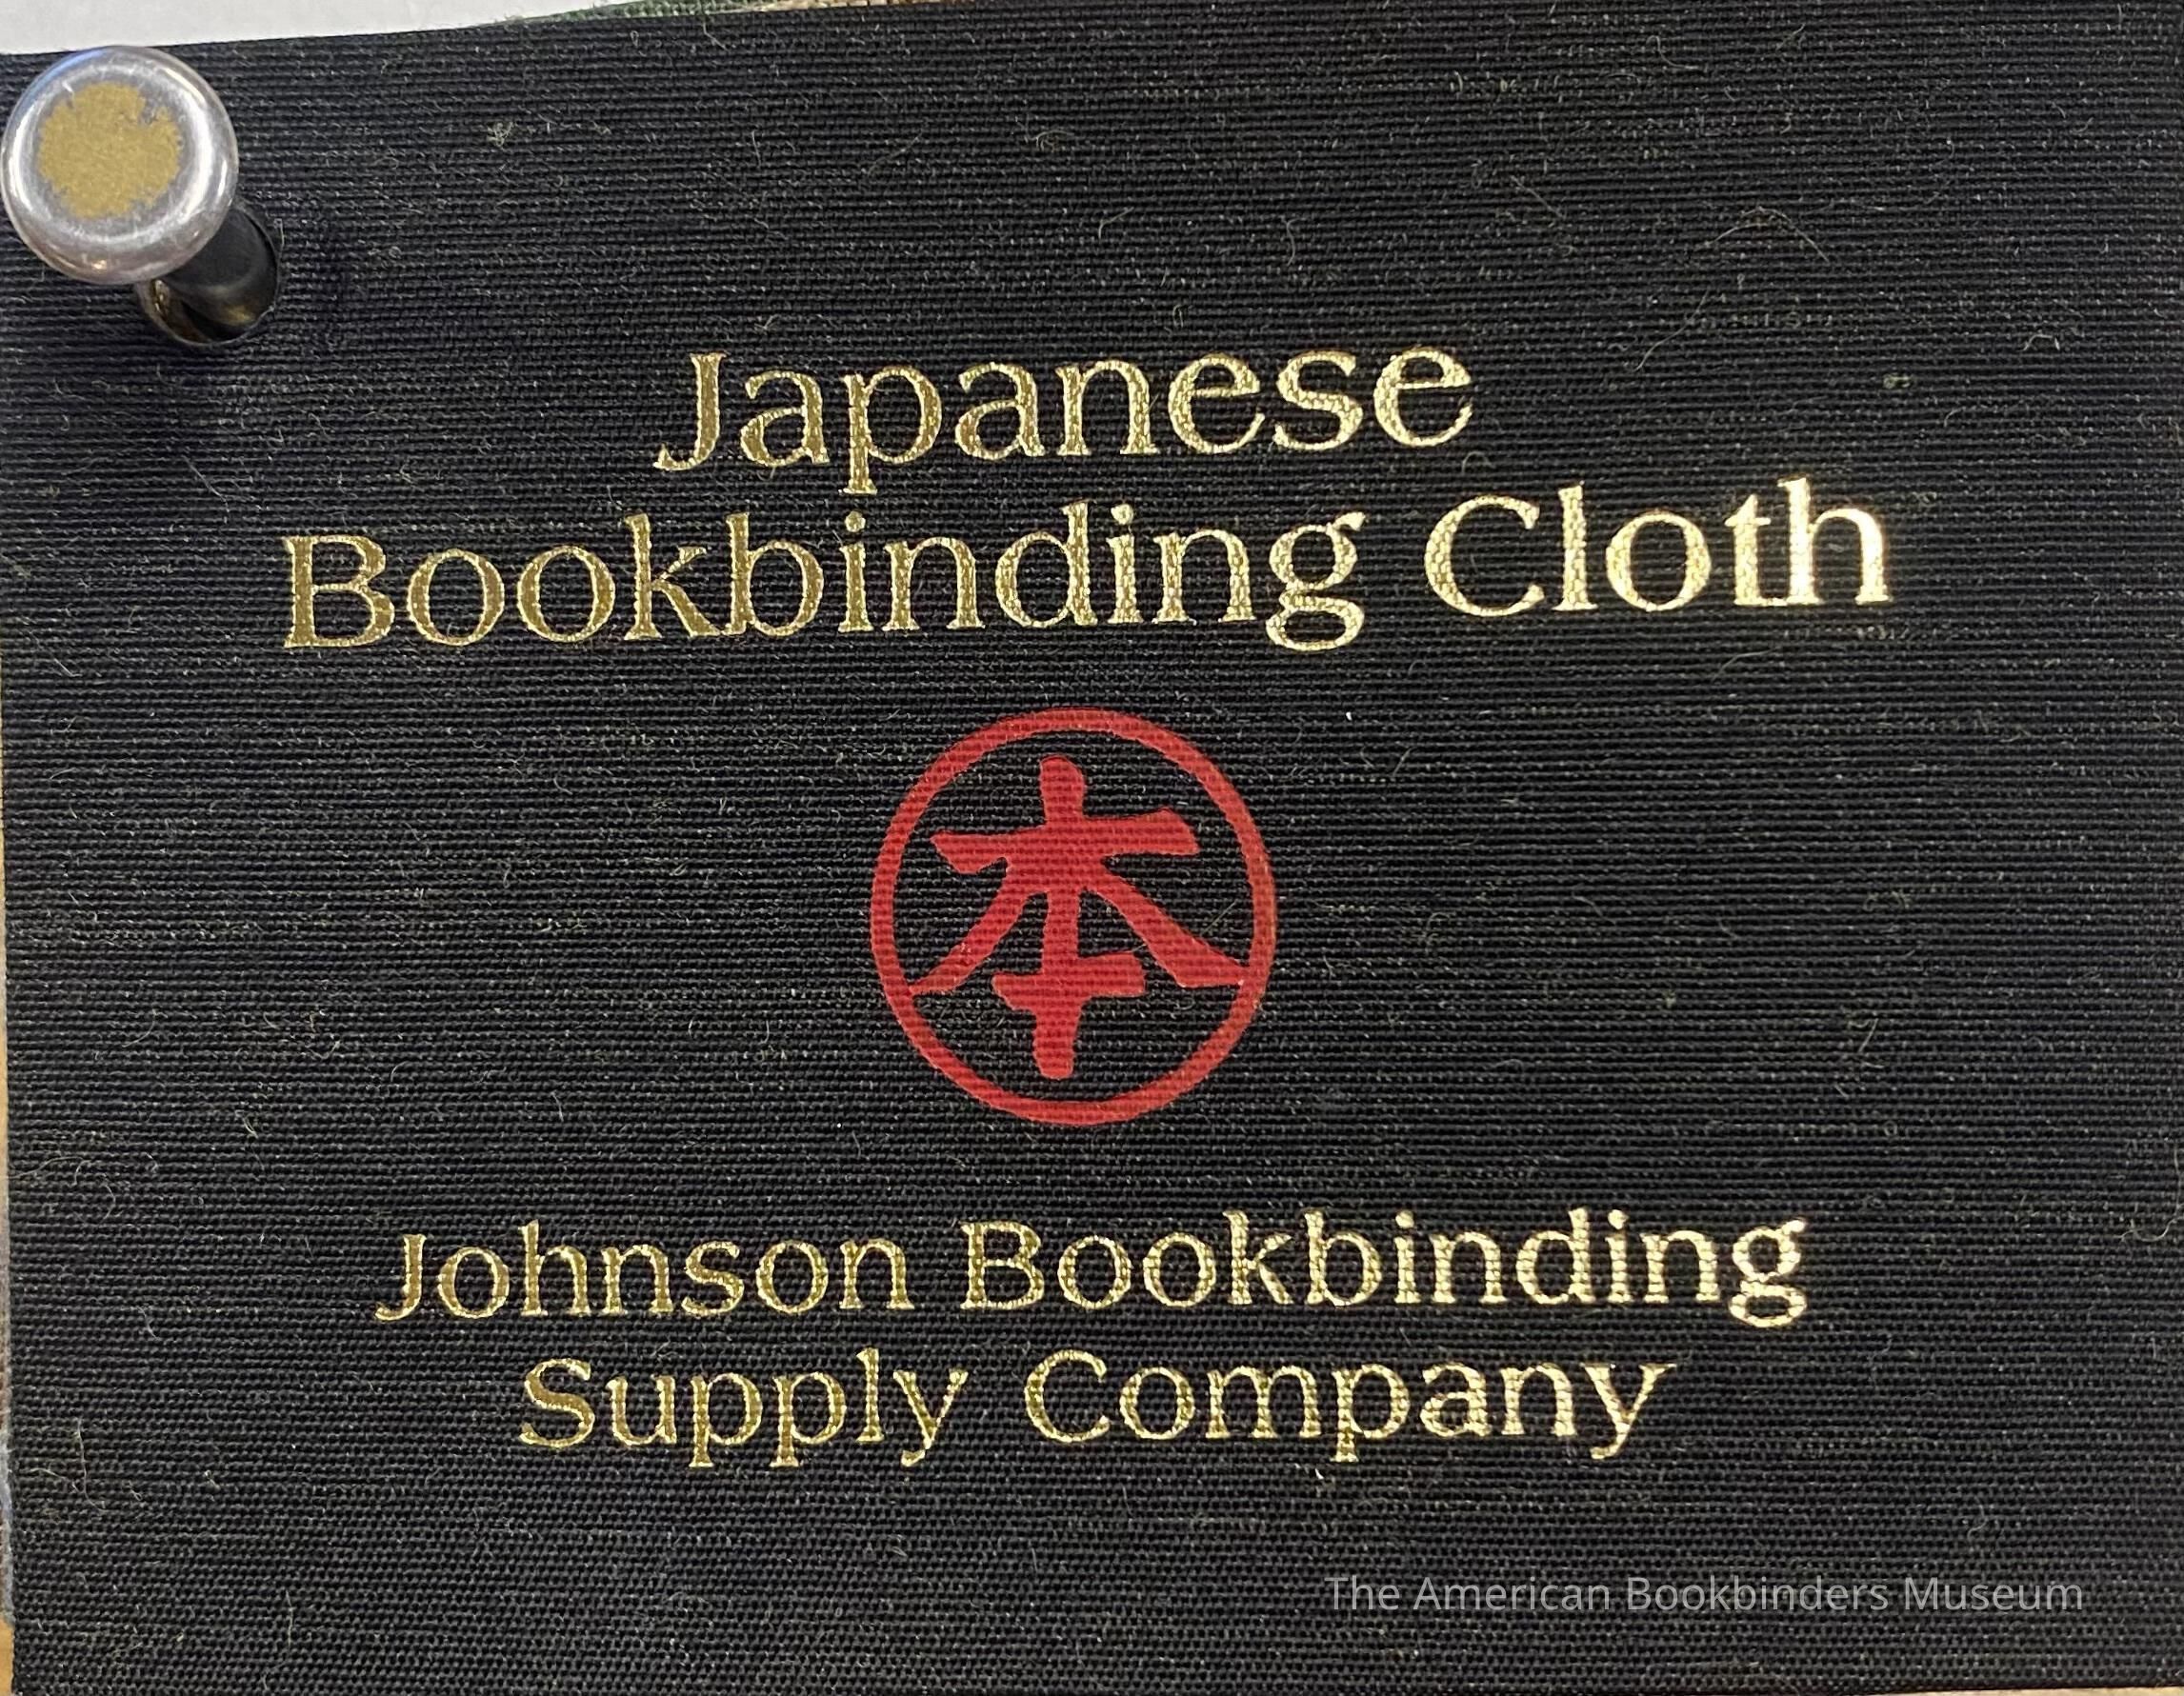 Japanese
Bookbinding Cloth
本
Johnson Bookbinding
Supply Company
The American Bookbinders Museum